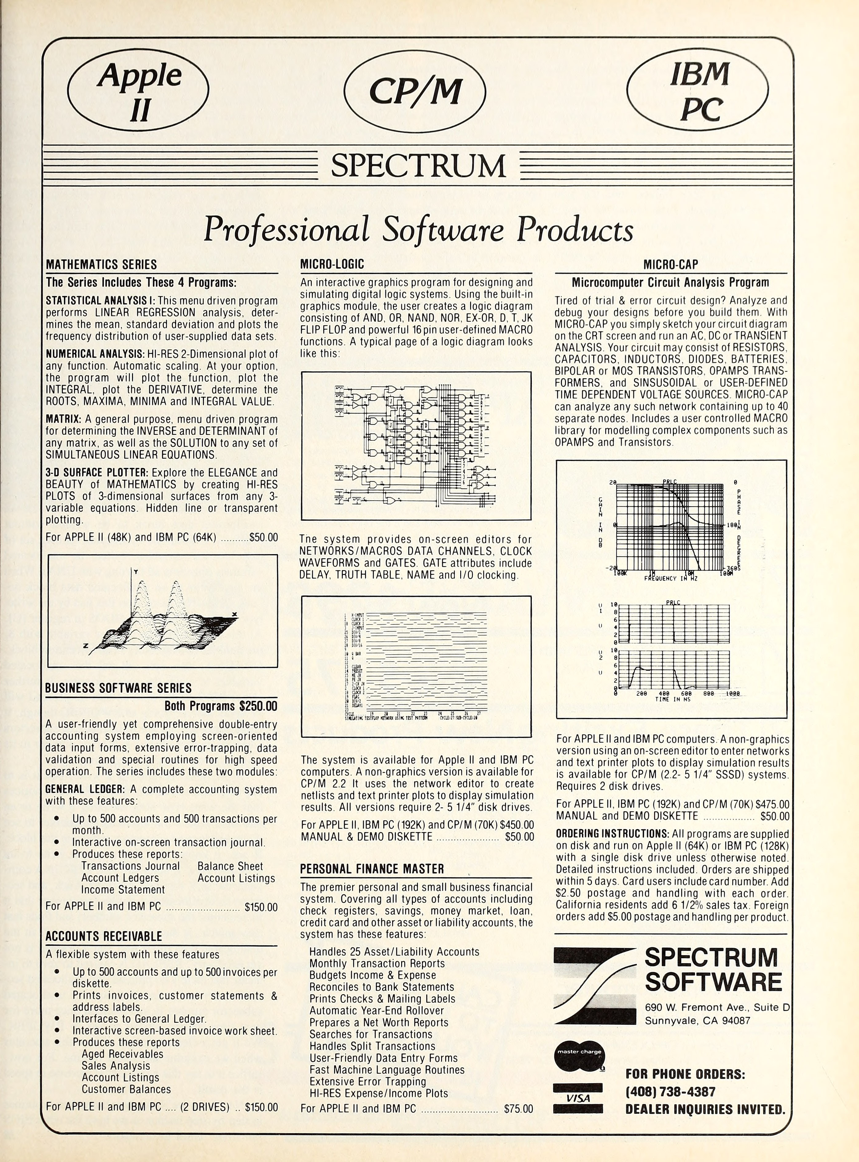 Apple
II
CP/M
IBM
PC
SPECTRUM
Professional Software Products
MATHEMATICS SERIES
The Series Includes These 4 Programs:
STATISTICAL ANALYSIS I: This menu driven program
performs LINEAR REGRESSION analysis, deter-
mines the mean, standard deviation and plots the
frequency distribution of user-supplied data sets.
NUMERICAL ANALYSIS: HI-RES 2-Dimensional plot of
any function. Automatic scaling. At your option,
the program will plot the function, plot the
INTEGRAL, plot the DERIVATIVE, determine the
ROOTS, MAXIMA, MINIMA and INTEGRAL VALUE.
MATRIX: A general purpose, menu driven program
for determining the INVERSE and DETERMINANT of
any matrix, as well as the SOLUTION to any set of
SIMULTANEOUS LINEAR EQUATIONS.
3-D SURFACE PLOTTER: Explore the ELEGANCE and
BEAUTY of MATHEMATICS by creating HI-RES
PLOTS of 3-dimensional surfaces from any 3-
variable equations. Hidden line or transparent
plotting.
For APPLE II (48K) and IBM PC (64K) ..........$50.00
Y
X
Z
BUSINESS SOFTWARE SERIES
Both Programs $250.00
A user-friendly yet comprehensive double-entry
accounting system employing screen-oriented
data input forms, extensive error-trapping, data
validation and special routines for high speed
operation. The series includes these two modules:
GENERAL LEDGER: A complete accounting system
with these features:
• Up to 500 accounts and 500 transactions per
month.
• Interactive on-screen transaction journal.
• Produces these reports:
Transactions Journal Balance Sheet
Account Ledgers Account Listings
Income Statement
For APPLE II and IBM PC ........................ $150.00
ACCOUNTS RECEIVABLE
A flexible system with these features
• Up to 500 accounts and up to 500 invoices per
diskette.
• Prints invoices, customer statements &
address labels.
• Interfaces to General Ledger.
• Interactive screen-based invoice work sheet.
• Produces these reports
Aged Receivables
Sales Analysis
Account Listings
Customer Balances
For APPLE II and IBM PC .... (2 DRIVES) .. $150.00
MICRO-LOGIC
An interactive graphics program for designing and
simulating digital logic systems. Using the built-in
graphics module, the user creates a logic diagram
consisting of AND, OR, NAND, NOR, EX-OR, D, T, JK
FLIP FLOP and powerful 16 pin user-defined MACRO
functions. A typical page of a logic diagram looks
like this:
The system provides on-screen editors for
NETWORKS/MACROS DATA CHANNELS, CLOCK
WAVEFORMS and GATES. GATE attributes include
DELAY, TRUTH TABLE, NAME and I/O clocking.
The system is available for Apple II and IBM PC
computers. A non-graphics version is available for
CP/M 2.2 It uses the network editor to create
netlists and text printer plots to display simulation
results. All versions require 2- 5 1/4" disk drives.
For APPLE II, IBM PC (192K) and CP/M (70K) $450.00
MANUAL & DEMO DISKETTE .................... $50.00
PERSONAL FINANCE MASTER
The premier personal and small business financial
system. Covering all types of accounts including
check registers, savings, money market, loan,
credit card and other asset or liability accounts, the
system has these features:
Handles 25 Asset/Liability Accounts
Monthly Transaction Reports
Budgets Income & Expense
Reconciles to Bank Statements
Prints Checks & Mailing Labels
Automatic Year-End Rollover
Prepares a Net Worth Reports
Searches for Transactions
Handles Split Transactions
User-Friendly Data Entry Forms
Fast Machine Language Routines
Extensive Error Trapping
HI-RES Expense/Income Plots
For APPLE II and IBM PC ........................... $75.00
MICRO-CAP
Microcomputer Circuit Analysis Program
Tired of trial & error circuit design? Analyze and
debug your designs before you build them. With
MICRO-CAP you simply sketch your circuit diagram
on the CRT screen and run an AC, DC or TRANSIENT
ANALYSIS. Your circuit may consist of RESISTORS,
CAPACITORS, INDUCTORS, DIODES, BATTERIES,
BIPOLAR or MOS TRANSISTORS, OPAMPS TRANS-
FORMERS, and SINSUSOIDAL or USER-DEFINED
TIME DEPENDENT VOLTAGE SOURCES. MICRO-CAP
can analyze any such network containing up to 40
separate nodes. Includes a user controlled MACRO
library for modelling complex components such as
OPAMPS and Transistors.
PRLC
FREQUENCY IN HZ
PRLC
0 200 400 600 800 1000
TIME IN NS
For APPLE II and IBM PC computers. A non-graphics
version using an on-screen editor to enter networks
and text printer plots to display simulation results
is available for CP/M (2.2- 5 1/4" SSSD) systems.
Requires 2 disk drives.
For APPLE II, IBM PC (192K) and CP/M (70K) $475.00
MANUAL and DEMO DISKETTE .................. $50.00
ORDERING INSTRUCTIONS: All programs are supplied
on disk and run on Apple II (64K) or IBM PC (128K)
with a single disk drive unless otherwise noted.
Detailed instructions included. Orders are shipped
within 5 days. Card users include card number. Add
$2.50 postage and handling with each order.
California residents add 6 1/2% sales tax. Foreign
orders add $5.00 postage and handling per product.
SPECTRUM
SOFTWARE
690 W. Fremont Ave., Suite D
Sunnyvale, CA 94087
master charge
VISA
FOR PHONE ORDERS:
(408) 738-4387
DEALER INQUIRIES INVITED.